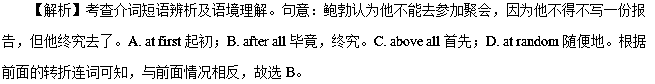 【解析】考查介词短语辨析及语境理解。句意：鲍勃认为他不能去参加聚会，因为他不得不写一份报
告，但他终究去了。A. at first 起初；B. after all 毕竟，终究。C. above all 首先；D. at random 随便地。根据
前面的转折连词可知，与前面情况相反，故选 B。